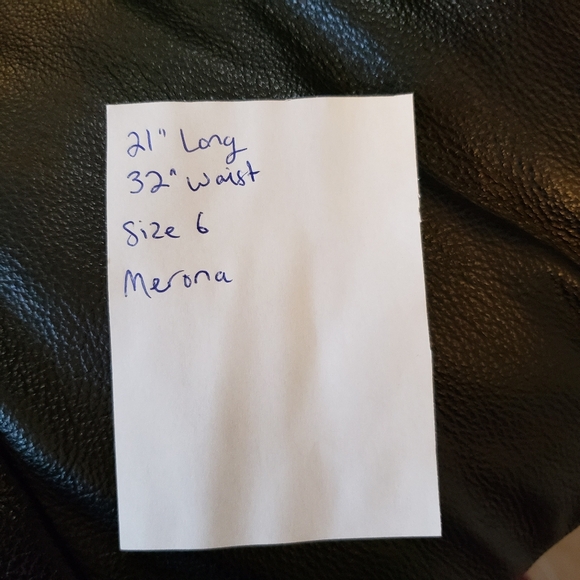 21" Long
32" waist
Size 6
Merona